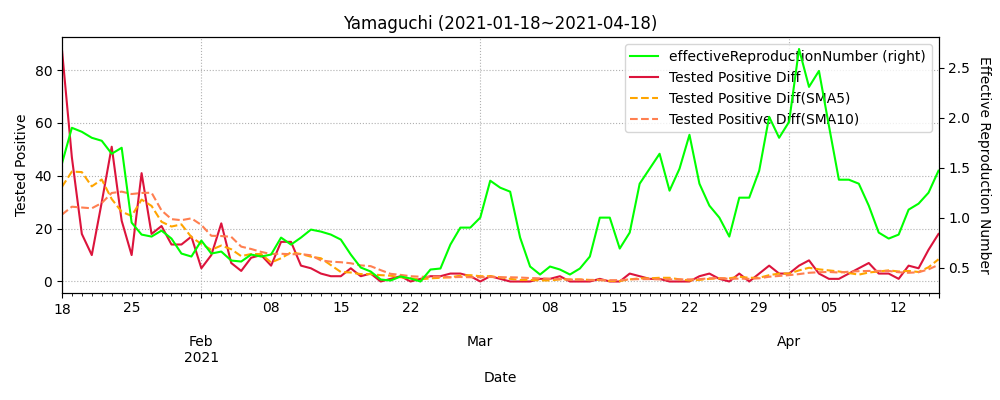 Yamaguchi (2021-01-18~2021-04-18)
effectiveReproductionNumber (right)
Tested Positive Diff
Tested Positive Diff(SMA5)
Tested Positive Diff(SMA10)
Tested Positive
80
60
40
20
0
Effective Reproduction Number
2.5
2.0
1.5
1.0
0.5
18 25 08 15 22 08 15 22 29 05 12
Feb Mar Apr
2021
Date